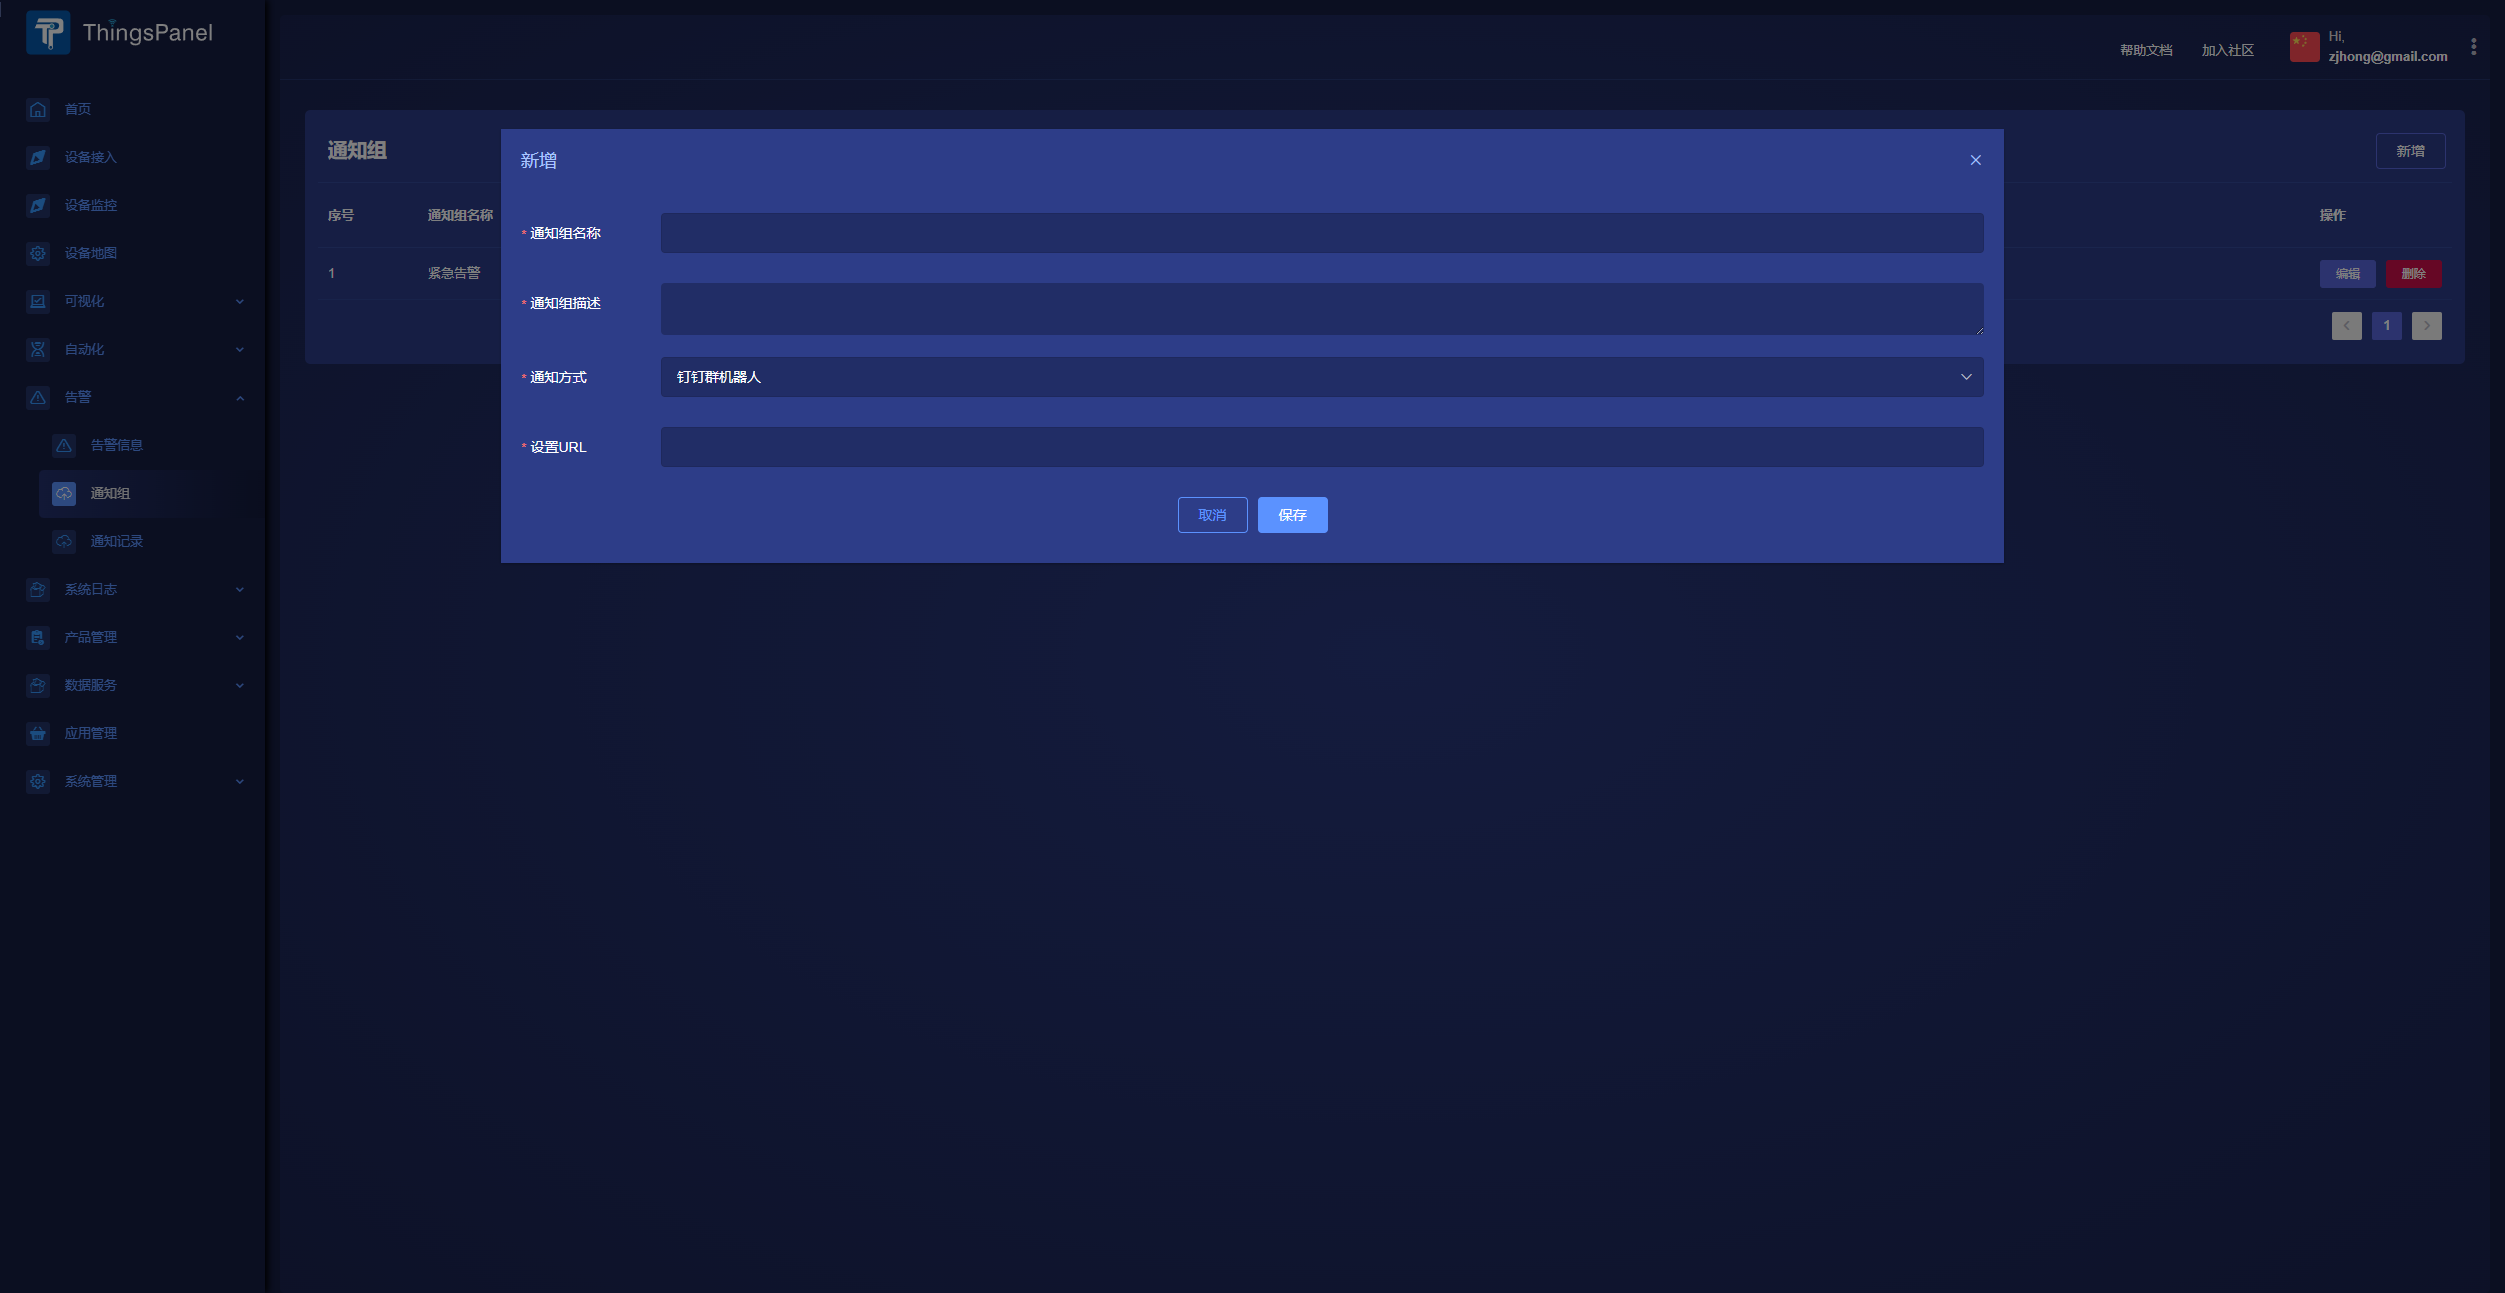 ThingsPanel
帮助文档
加入社区
Hi,
zjhong@gmail.com
首页
设备接入
设备监控
设备地图
可视化
自动化
告警
告警信息
通知组
通知记录
系统日志
产品管理
数据服务
应用管理
系统管理
通知组
新增
序号
通知组名称
操作
1
紧急告警
编辑
删除
1
新增
* 通知组名称
* 通知组描述
* 通知方式
钉钉群机器人
* 设置URL
取消
保存